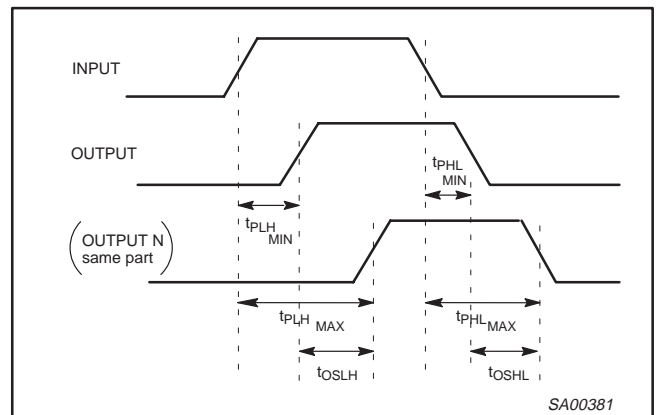 INPUT
OUTPUT
tPHL MIN
tPLH MIN
(OUTPUT N
same part)
tPLH MAX
tPHL MAX
tOSLH
tOSHL
SA00381